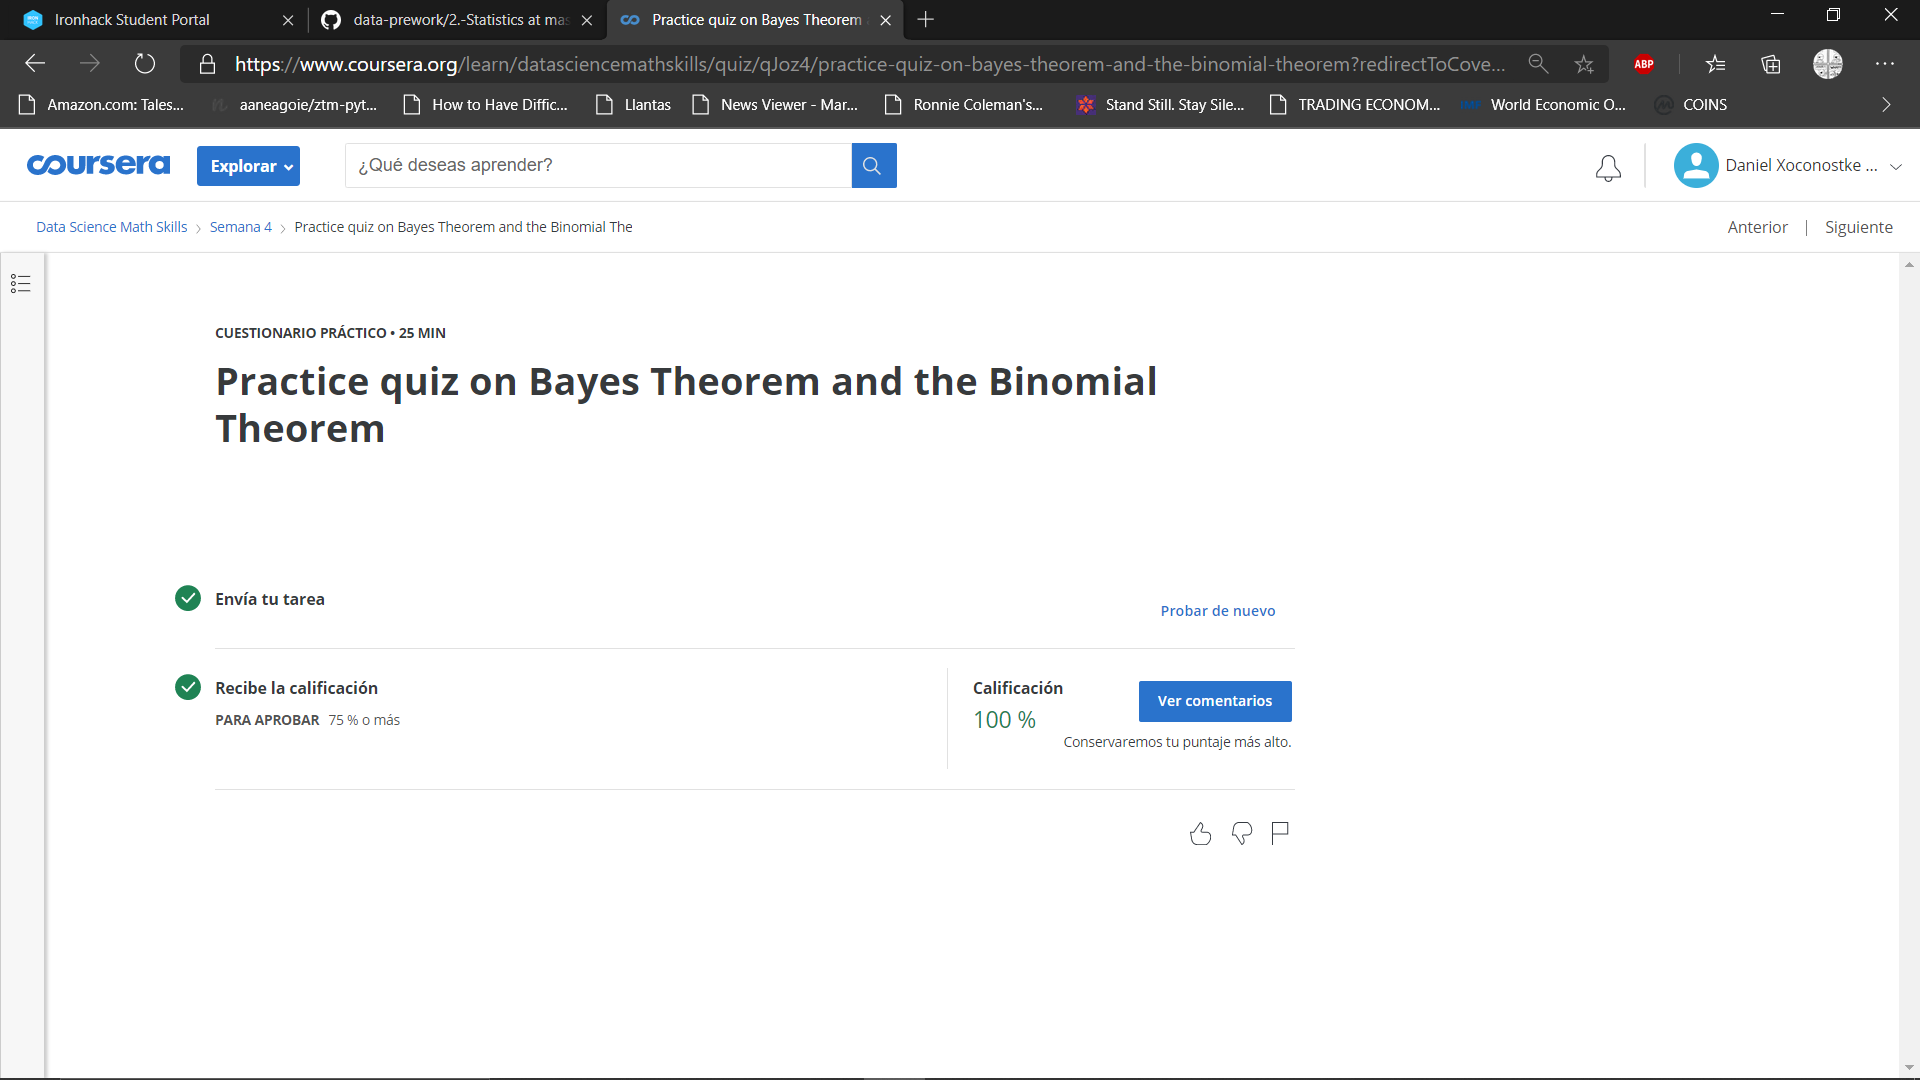 Ironhack Student Portal
data-prework/2.-Statistics at mas
Practice quiz on Bayes Theorem
https://www.coursera.org/learn/datasciencemathskills/quiz/qJoz4/practice-quiz-on-bayes-theorem-and-the-binomial-theorem?redirectToCove...
ABP
Amazon.com: Tales...
aaneagoie/ztm-pyt...
How to Have Diffic...
Llantas
News Viewer - Mar...
Ronnie Coleman's...
Stand Still. Stay Sile...
TRADING ECONOM...
World Economic O...
COINS
coursera
Explorar
¿Qué deseas aprender?
Daniel Xoconostke ...
Data Science Math Skills
Semana 4
Practice quiz on Bayes Theorem and the Binomial The
Anterior | Siguiente
CUESTIONARIO PRÁCTICO • 25 MIN
Practice quiz on Bayes Theorem and the Binomial
Theorem
Envía tu tarea
Probar de nuevo
Recibe la calificación
PARA APROBAR 75 % o más
Calificación
100 %
Ver comentarios
Conservaremos tu puntaje más alto.